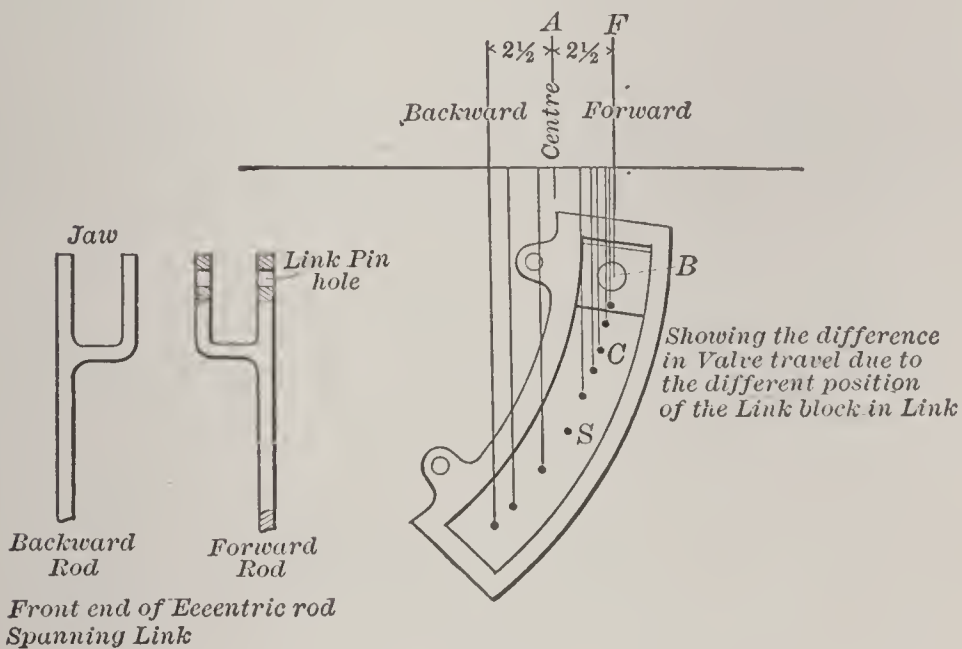 A F
2½ 2½
Backward Centre Forward
Jaw
Link Pin
hole
B
Showing the difference
in Valve travel due to
the different position
of the Link block in Link
C
S
Backward
Rod
Forward
Rod
Front end of Eccentric rod
Spanning Link